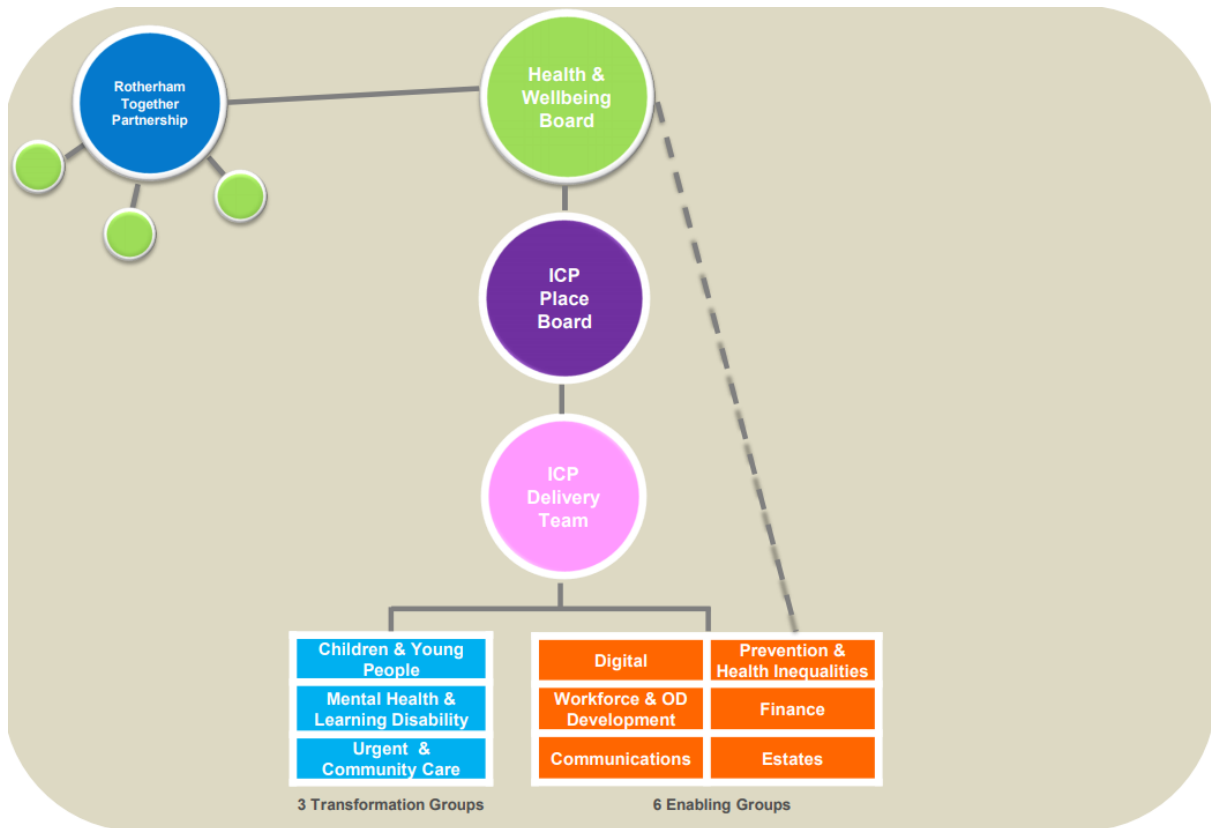 Rotherham
Together
Partnership
Health &
Wellbeing
Board
ICP
Place
Board
ICP
Delivery
Team
Children & Young
People
Mental Health &
Learning Disability
Urgent &
Community Care
3 Transformation Groups
Digital
Prevention &
Health Inequalities
Workforce & OD
Development
Finance
Communications
Estates
6 Enabling Groups